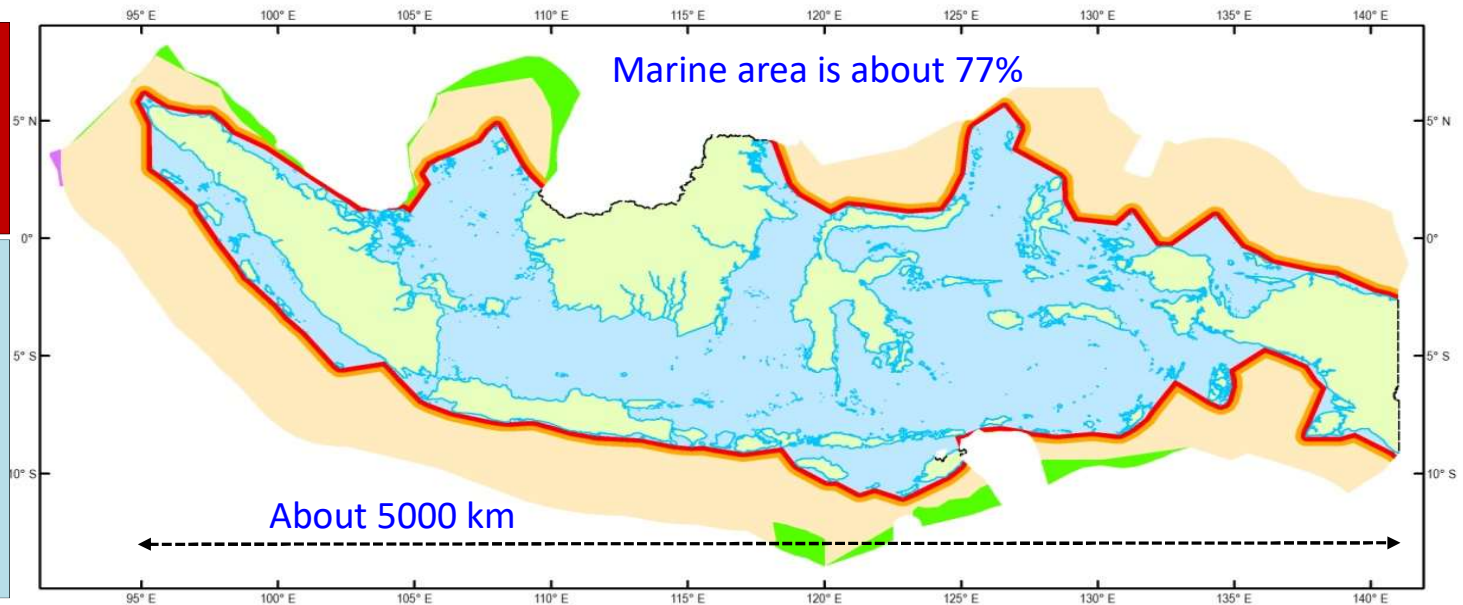 95° E 100° E 105° E 110° E 115° E 120° E 125° E 130° E 135° E 140° E
Marine area is about 77%
5° N 5° N
0° 0°
5° S 5° S
10° S 10° S
About 5000 km
95° E 100° E 105° E 110° E 115° E 120° E 125° E 130° E 135° E 140° E